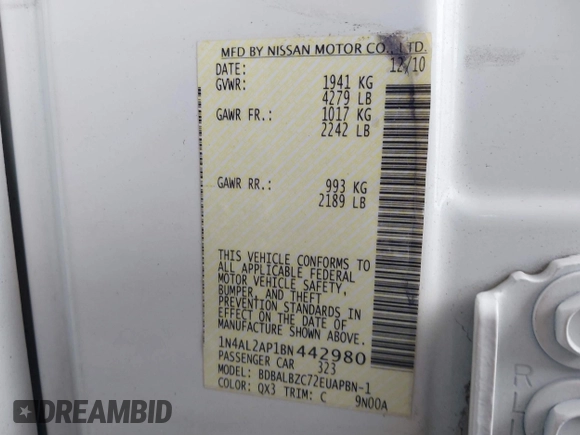 MFD BY NISSAN MOTOR CO., LTD.
DATE: 12/10
GVWR: 1941 KG
4279 LB
GAWR FR.: 1017 KG
2242 LB
GAWR RR.: 993 KG
2189 LB
THIS VEHICLE CONFORMS TO
ALL APPLICABLE FEDERAL
MOTOR VEHICLE SAFETY,
BUMPER, AND THEFT
PREVENTION STANDARDS IN
EFFECT ON THE DATE OF
MANUFACTURE SHOWN ABOVE.
1N4AL2AP1BN442980
PASSENGER CAR 323
MODEL: BDBALBZC72EUAPBN-1
COLOR: QX3 TRIM: C 9N00A
R
L
DREAMBID